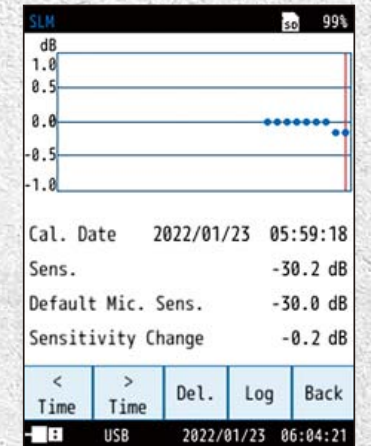 SLM SD 99%
dB
1.0
0.5
0.0
-0.5
-1.0
Cal. Date 2022/01/23 05:59:18
Sens. -30.2 dB
Default Mic. Sens. -30.0 dB
Sensitivity Change -0.2 dB
< > Del. Log Back
Time Time
USB 2022/01/23 06:04:21